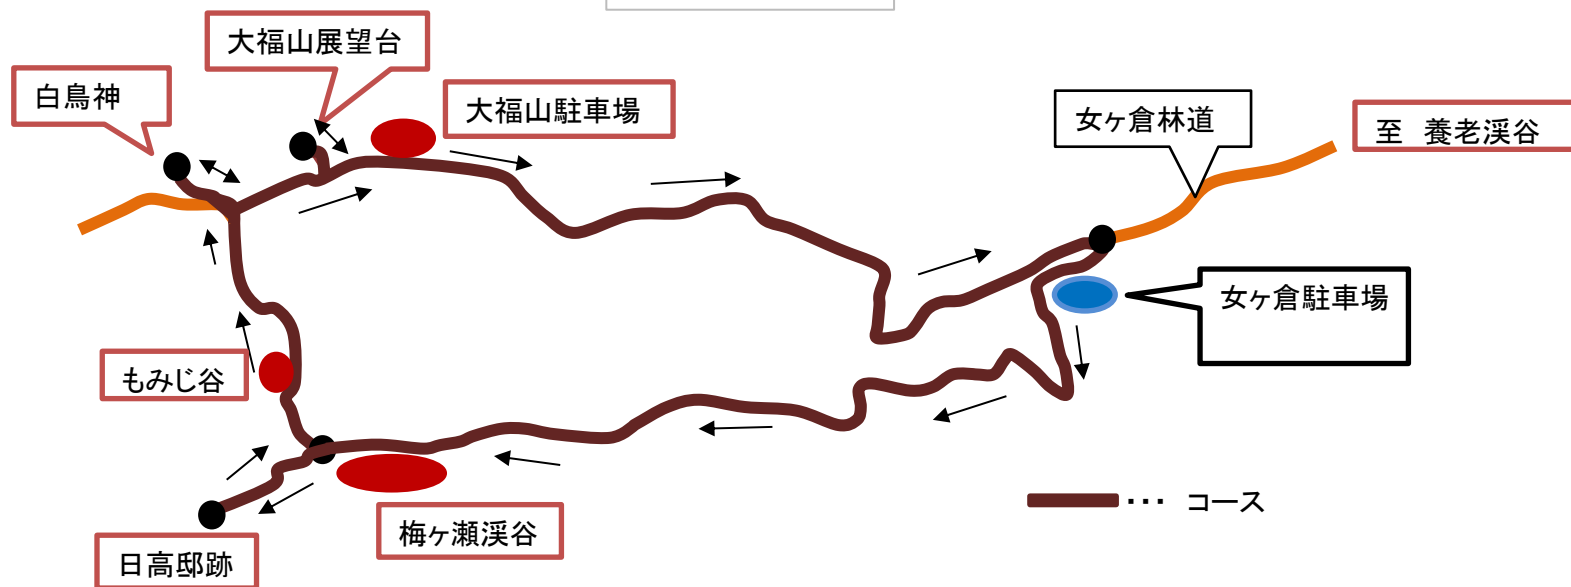 大福山展望台
白鳥神
大福山駐車場
女ヶ倉林道
至 養老渓谷
女ヶ倉駐車場
もみじ谷
梅ヶ瀬渓谷
日高邸跡
・・・ コース